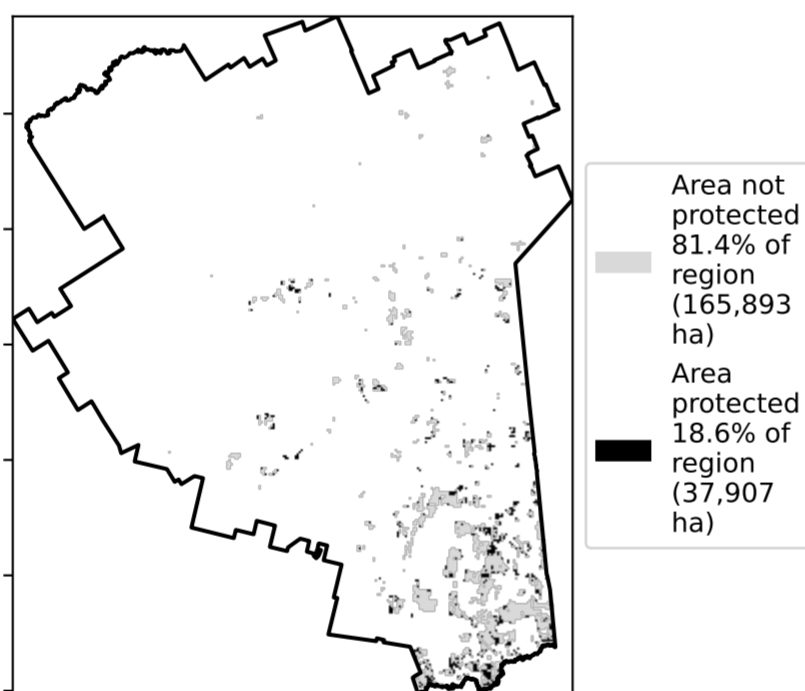 Area not
protected
81.4% of
region
(165,893
ha)
Area
protected
18.6% of
region
(37,907
ha)